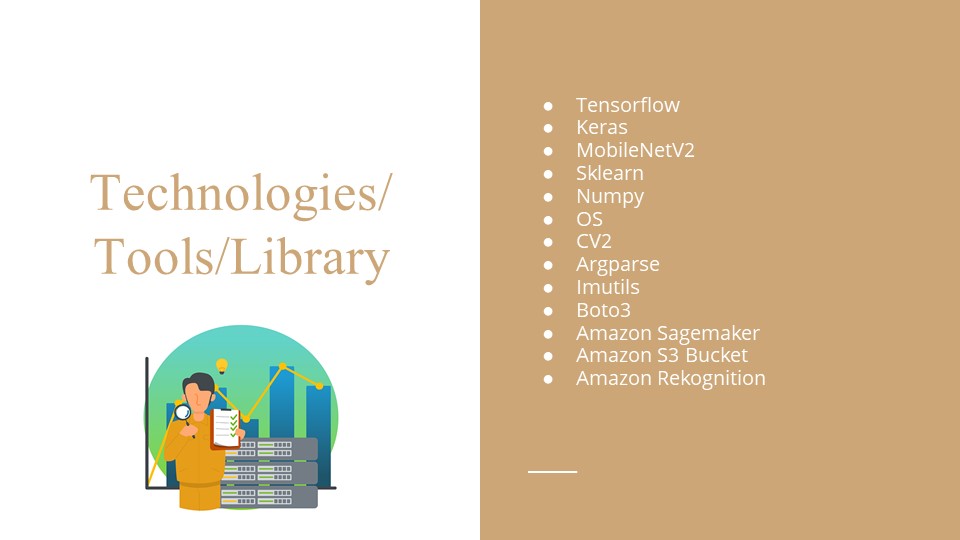 Technologies/
Tools/Library
● Tensorflow
● Keras
● MobileNetV2
● Sklearn
● Numpy
● OS
● CV2
● Argparse
● Imutils
● Boto3
● Amazon Sagemaker
● Amazon S3 Bucket
● Amazon Rekognition